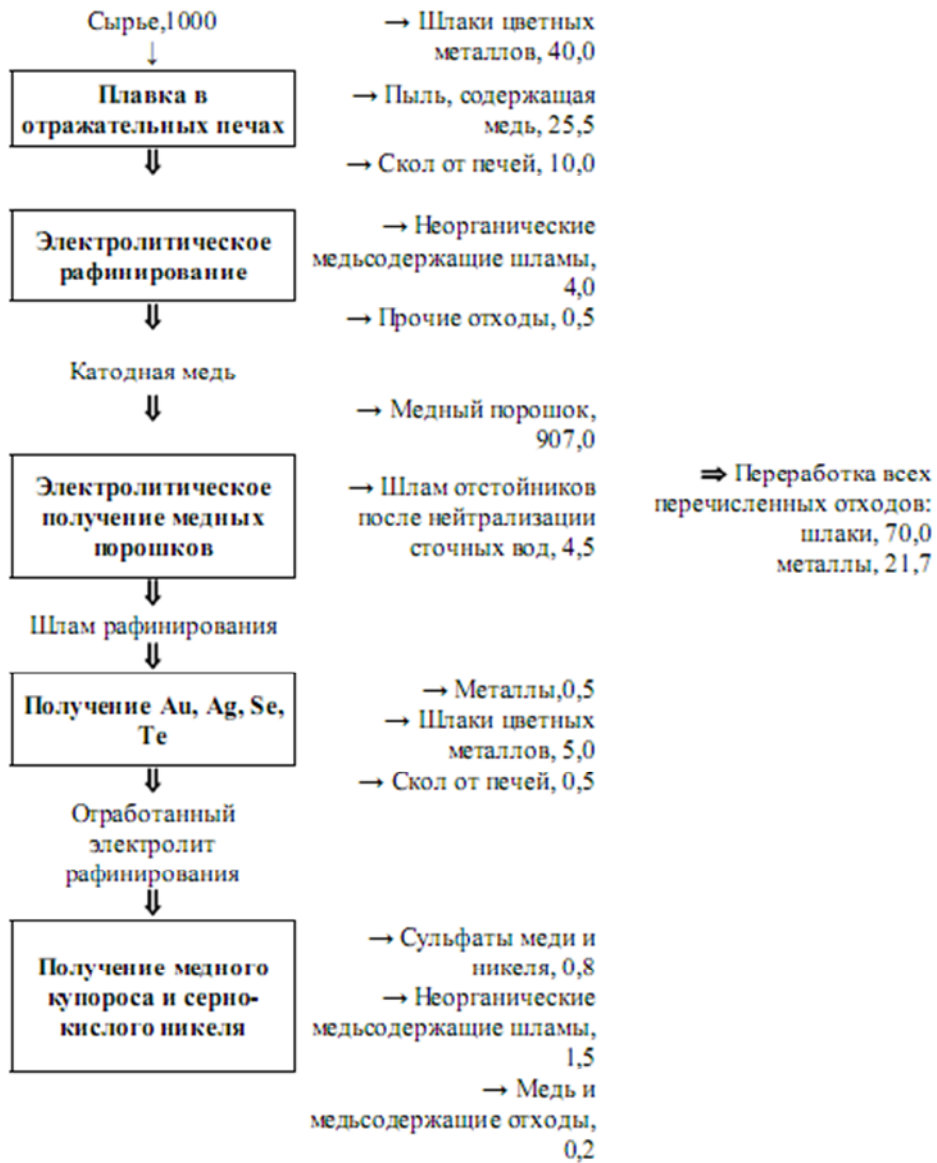 Сырье,1000
↓
→ Шлаки цветных
металлов, 40,0
Плавка в
отражательных печах
→ Пыль, содержащая
медь, 25,5
⇓
→ Скол от печей, 10,0
Электролитическое
рафинирование
→ Неорганические
медьсодержащие шламы,
4,0
⇓
→ Прочие отходы, 0,5
Катодная медь
⇓
→ Медный порошок,
907,0
Электролитическое
получение медных
порошков
→ Шлам отстойников
после нейтрализации
сточных вод, 4,5
⇒ Переработка всех
перечисленных отходов:
шлаки, 70,0
металлы, 21,7
⇓
Шлам рафинирования
⇓
Получение Au, Ag, Se,
Te
→ Металлы,0,5
→ Шлаки цветных
металлов, 5,0
→ Скол от печей, 0,5
⇓
Отработанный
электролит
рафинирования
⇓
Получение медного
купороса и серно-
кислого никеля
→ Сульфаты меди и
никеля, 0,8
→ Неорганические
медьсодержащие шламы,
1,5
→ Медь и
медьсодержащие отходы,
0,2